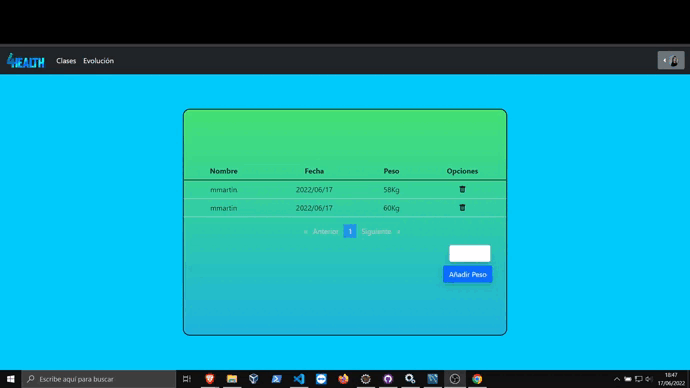 4HEALTH Clases Evolución
Nombre Fecha Peso Opciones
mmartin 2022/06/17 58Kg
mmartin 2022/06/17 60Kg
« Anterior 1 Siguiente »
Añadir Peso
Escribe aquí para buscar
18:47
17/06/2022